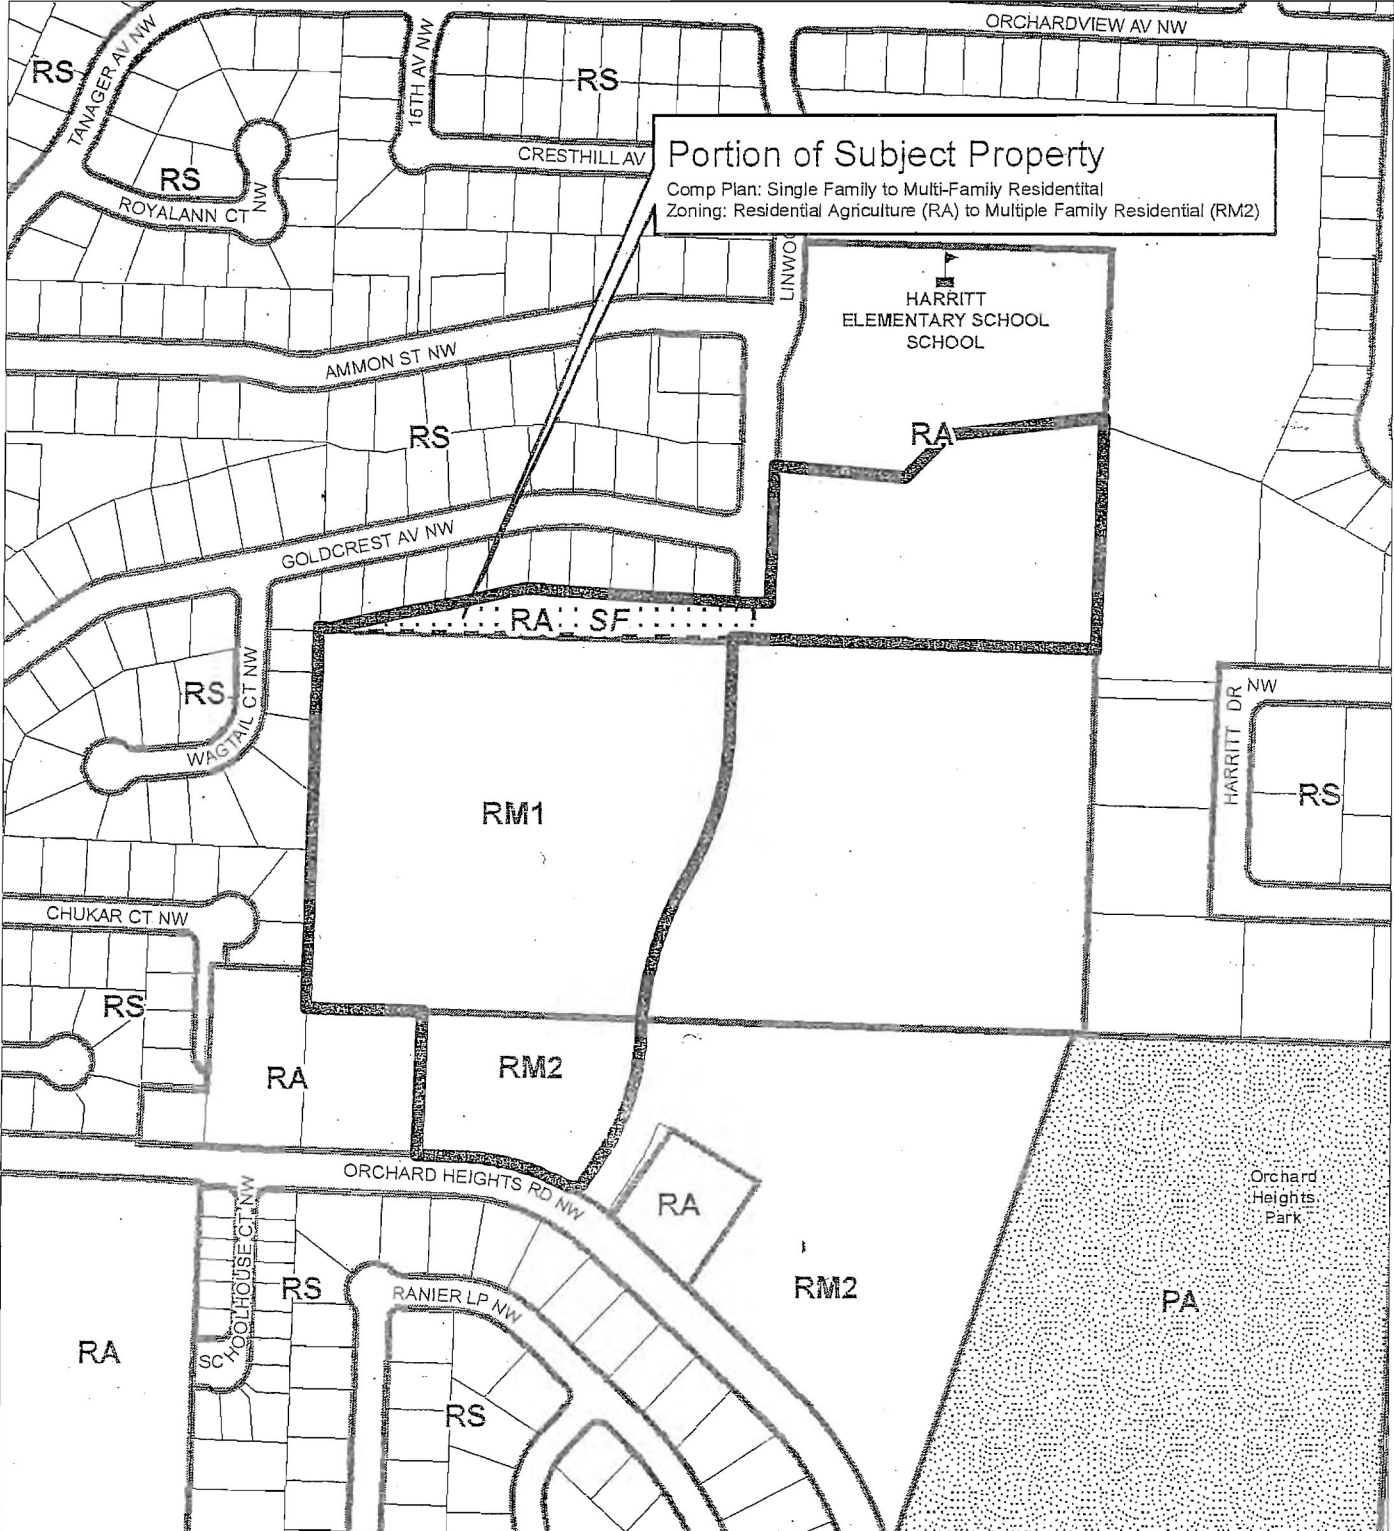 ORCHARDVIEW AV NW
TANAGER AV NW
RS
15TH AV NW
RS
CRESTHILL AV
Portion of Subject Property
Comp Plan: Single Family to Multi-Family Residentital
Zoning: Residential Agriculture (RA) to Multiple Family Residential (RM2)
RS
ROYALANN CT
NW
LINWOO
HARRITT
ELEMENTARY SCHOOL
SCHOOL
AMMON ST NW
RS
RA
GOLDCREST AV NW
RA SF
RS
WAGTAIL CT NW
NW
HARRITT DR
RS
RM1
CHUKAR CT NW
RS
RA
RM2
ORCHARD HEIGHTS RD NW
RA
Orchard
Heights
Park
SCHOOLHOUSE CT NW
RS
RANIER LP NW
RM2
PA
RA
RS